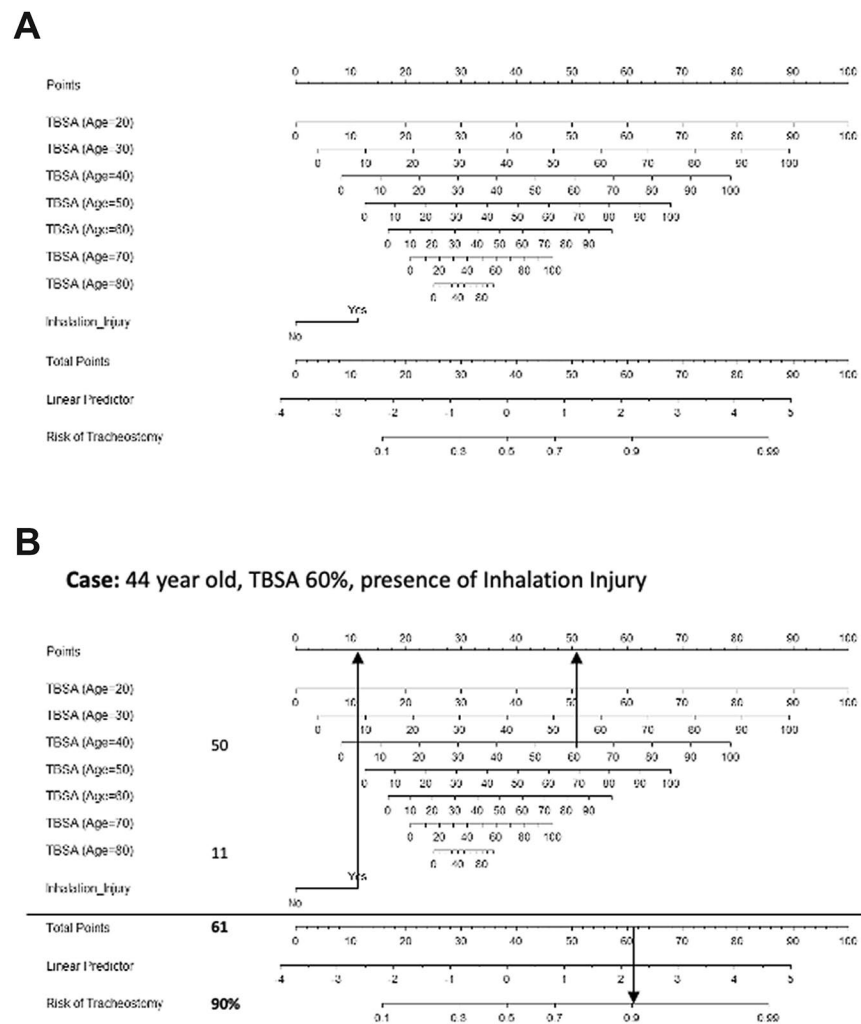 A
0 10 20 30 40 50 60 70 80 90 100
Points
TBSA (Age=20)
0 10 20 30 40 50 60 70 80 90 100
TBSA (Age=30)
0 10 20 30 40 50 60 70 80 90
TBSA (Age=40)
0 10 20 30 40 50 60 70 80 90 100
TBSA (Age=50)
0 10 20 30 40 50 60 70 80 90 100
TBSA (Age=60)
0 10 20 30 40 50 60 70 80 90
TBSA (Age=70)
0 20 40 60 80 100
TBSA (Age=80)
0 40 80
Yes
Inhalation_Injury
No
Total Points
0 10 20 30 40 50 60 70 80 90 100
Linear Predictor
-4 -3 -2 -1 0 1 2 3 4 5
Risk of Tracheostomy
0.1 0.3 0.5 0.7 0.9 0.99
B
Case: 44 year old, TBSA 60%, presence of Inhalation Injury
0 10 20 30 40 50 60 70 80 90 100
Points
TBSA (Age=20)
0 10 20 30 40 50 60 70 80 90 100
TBSA (Age=30)
0 10 20 30 40 50 60 70 80 90
TBSA (Age=40) 50
0 10 20 30 40 50 60 70 80 90 100
TBSA (Age=50)
0 10 20 30 40 50 60 70 80 90 100
TBSA (Age=60)
0 10 20 30 40 50 60 70 80 90
TBSA (Age=70)
0 20 40 60 80 100
TBSA (Age=80) 11
0 40 80
Yes
Inhalation_Injury
No
Total Points 61
0 10 20 30 40 50 60 70 80 90 100
Linear Predictor
-4 -3 -2 -1 0 1 2 3 4 5
Risk of Tracheostomy 90%
0.1 0.3 0.5 0.7 0.9 0.99